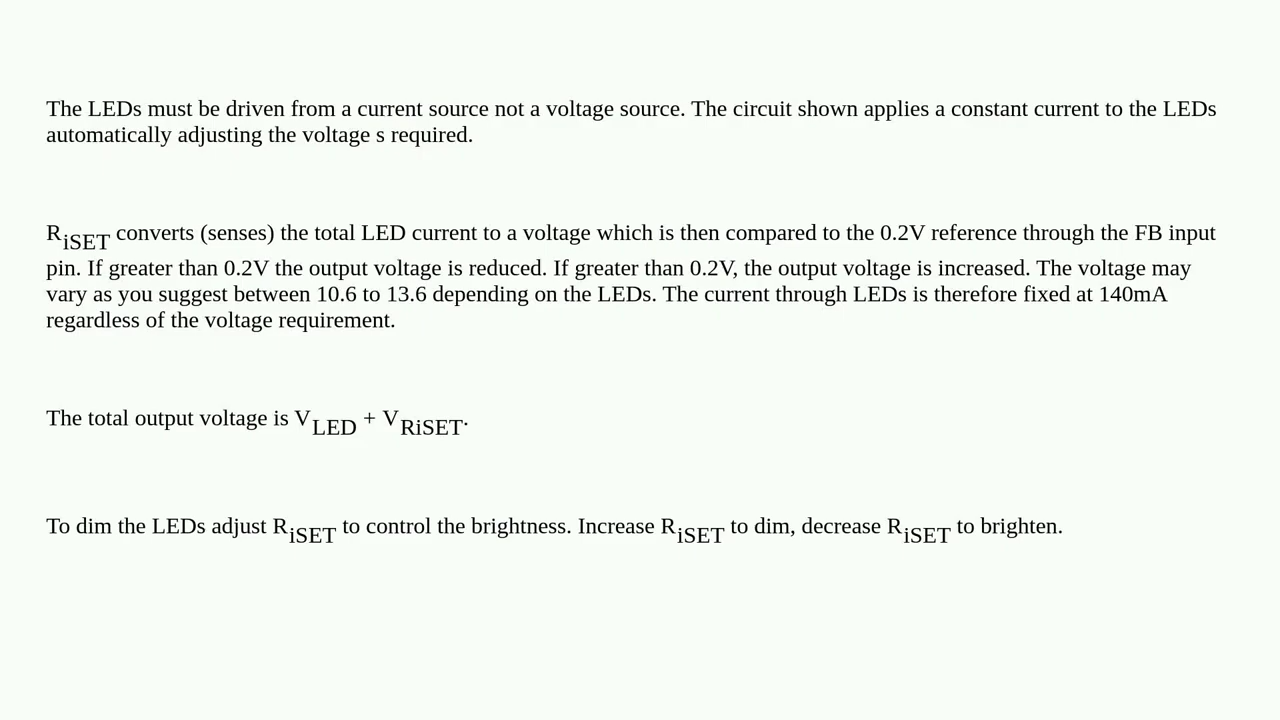 The LEDs must be driven from a current source not a voltage source. The circuit shown applies a constant current to the LEDs
automatically adjusting the voltage s required.
RiSET converts (senses) the total LED current to a voltage which is then compared to the 0.2V reference through the FB input
pin. If greater than 0.2V the output voltage is reduced. If greater than 0.2V, the output voltage is increased. The voltage may
vary as you suggest between 10.6 to 13.6 depending on the LEDs. The current through LEDs is therefore fixed at 140mA
regardless of the voltage requirement.
The total output voltage is VLED + VRiSET.
To dim the LEDs adjust RiSET to control the brightness. Increase RiSET to dim, decrease RiSET to brighten.